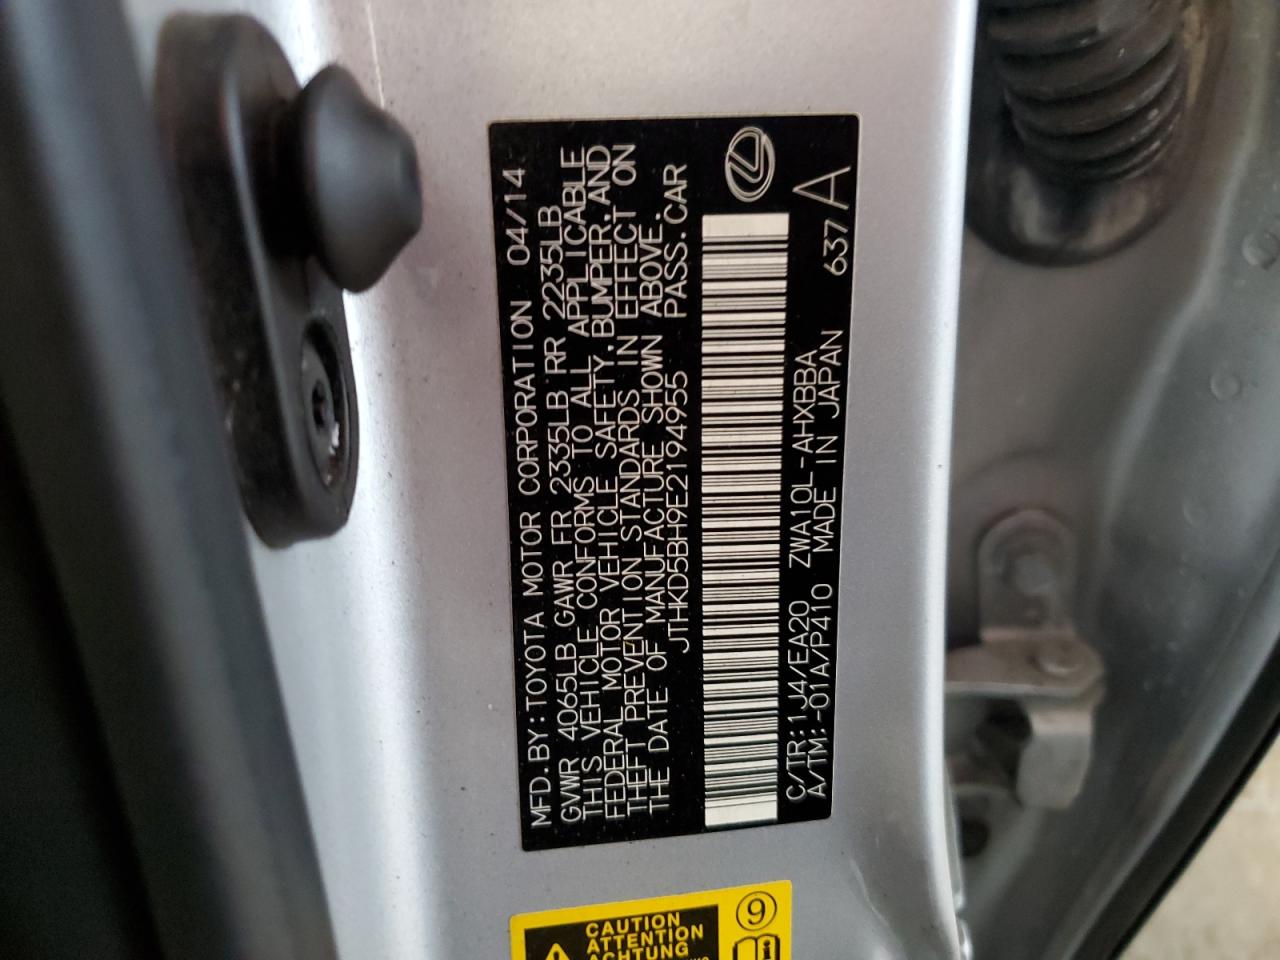 MFD.BY:TOYOTA MOTOR CORPORATION 04/14
GVWR 4065LB GAWR FR 2335LB RR 2235LB
THIS VEHICLE CONFORMS TO ALL APPLICABLE
FEDERAL MOTOR VEHICLE SAFETY,BUMPER,AND
THEFT PREVENTION STANDARDS IN EFFECT ON
THE DATE OF MANUFACTURE SHOWN ABOVE.
JTHKD5BH9E2194955 PASS.CAR
C/TR:1J4/EA20 ZWA10L-AHXBBA 637A
A/TM:-01A/P410 MADE IN JAPAN
9
CAUTION
ATTENTION
ACHTUNG